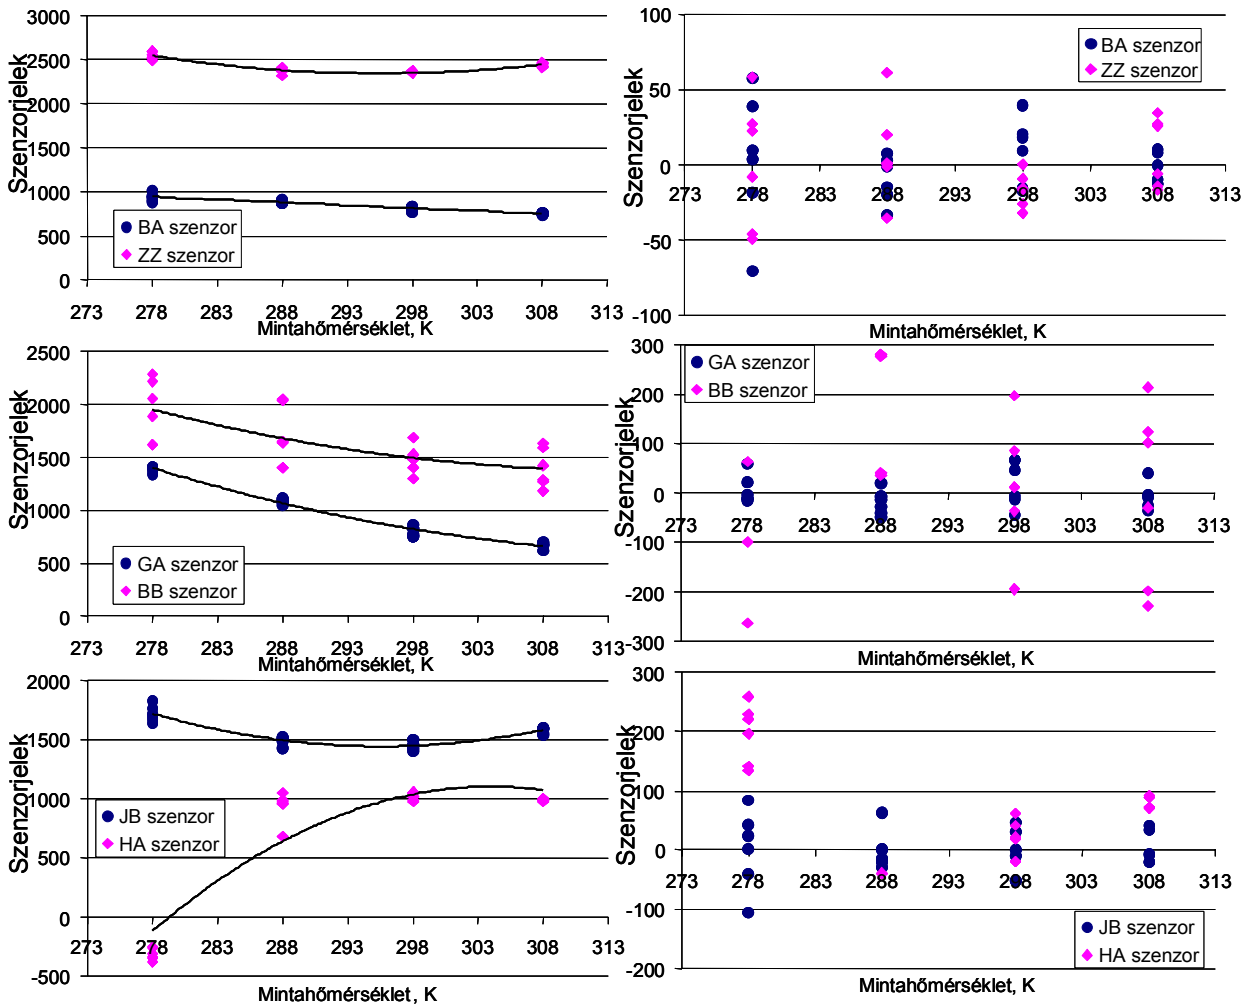 3000
2500
2000
1500
1000
500
0
Szenzorjelek
BA szenzor
ZZ szenzor
273 278 283 288 293 298 303 308 313
Mintahőmérséklet, K
100
50
0
-50
-100
Szenzorjelek
BA szenzor
ZZ szenzor
273 278 283 288 293 298 303 308 313
Mintahőmérséklet, K
2500
2000
1500
1000
500
0
Szenzorjelek
GA szenzor
BB szenzor
273 278 283 288 293 298 303 308 313
Mintahőmérséklet, K
300
200
100
0
-100
-200
-300
Szenzorjelek
GA szenzor
BB szenzor
273 278 283 288 293 298 303 308 313
Mintahőmérséklet, K
2000
1500
1000
500
0
-500
Szenzorjelek
JB szenzor
HA szenzor
273 278 283 288 293 298 303 308 313
Mintahőmérséklet, K
300
200
100
0
-100
-200
Szenzorjelek
273 278 283 288 293 298 303 308 313
JB szenzor
HA szenzor
Mintahőmérséklet, K